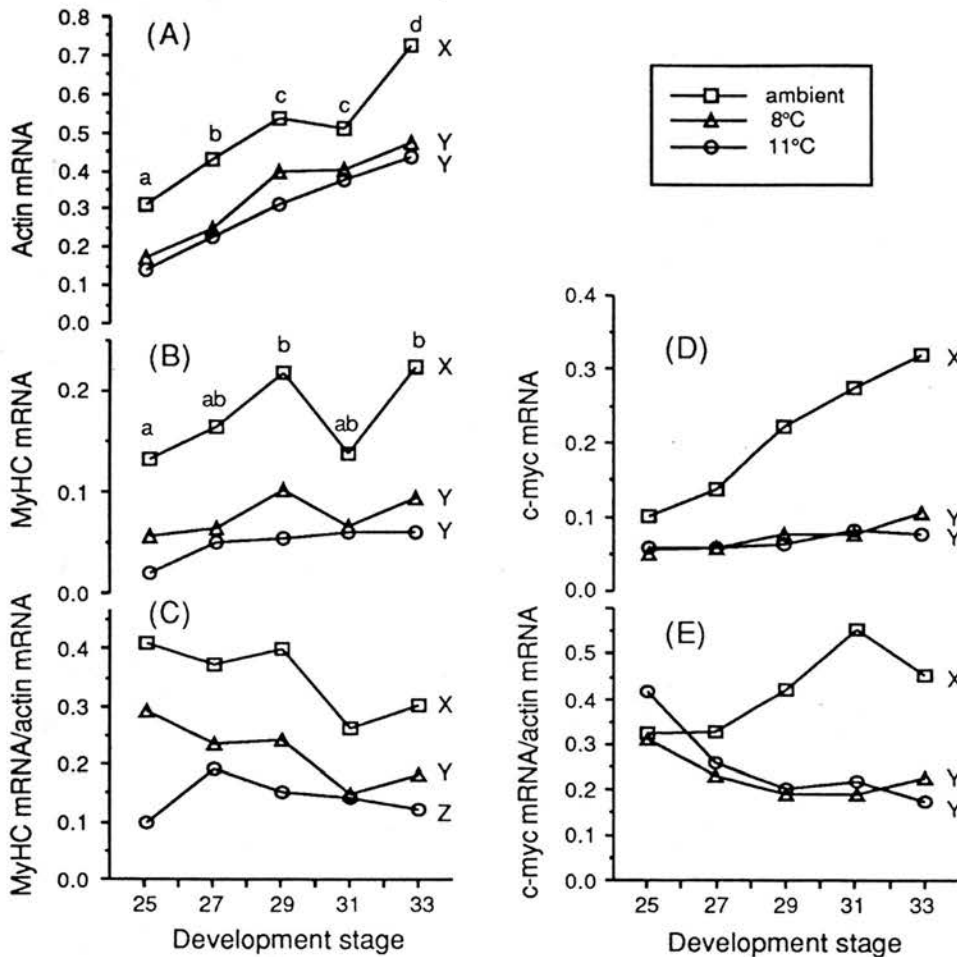 (A)
Actin mRNA
0.8
0.7
0.6
0.5
0.4
0.3
0.2
0.1
0.0
a
b
c
c
d
X
Y
Y
ambient
8°C
11°C
(B)
MyHC mRNA
0.2
0.1
0.0
a
ab
b
ab
b
X
Y
Y
(C)
MyHC mRNA/actin mRNA
0.4
0.3
0.2
0.1
0.0
X
Y
Z
25
27
29
31
33
Development stage
(D)
c-myc mRNA
0.4
0.3
0.2
0.1
0.0
X
Y
Y
(E)
c-myc mRNA/actin mRNA
0.5
0.4
0.3
0.2
0.1
0.0
X
Y
Y
25
27
29
31
33
Development stage